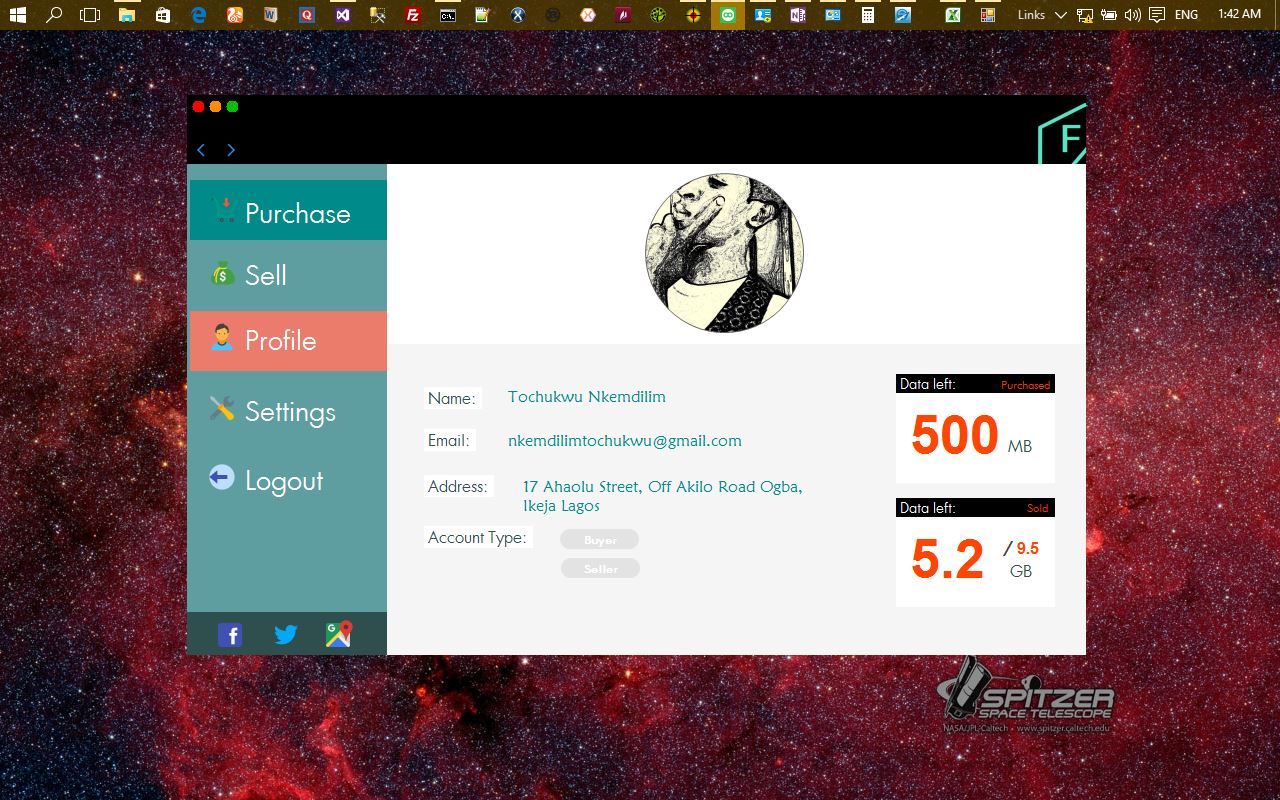 Links
ENG
1:42 AM
F
Purchase
Sell
Profile
Settings
Logout
Name:
Tochukwu Nkemdilim
Email:
nkemdilimtochukwu@gmail.com
Address:
17 Ahaolu Street, Off Akilo Road Ogba,
Ikeja Lagos
Account Type:
Buyer
Seller
Data left:
Purchased
500 MB
Data left:
Sold
5.2 / 9.5
GB
SPITZER
SPACE TELESCOPE
NASA/JPL-Caltech - www.spitzer.caltech.edu